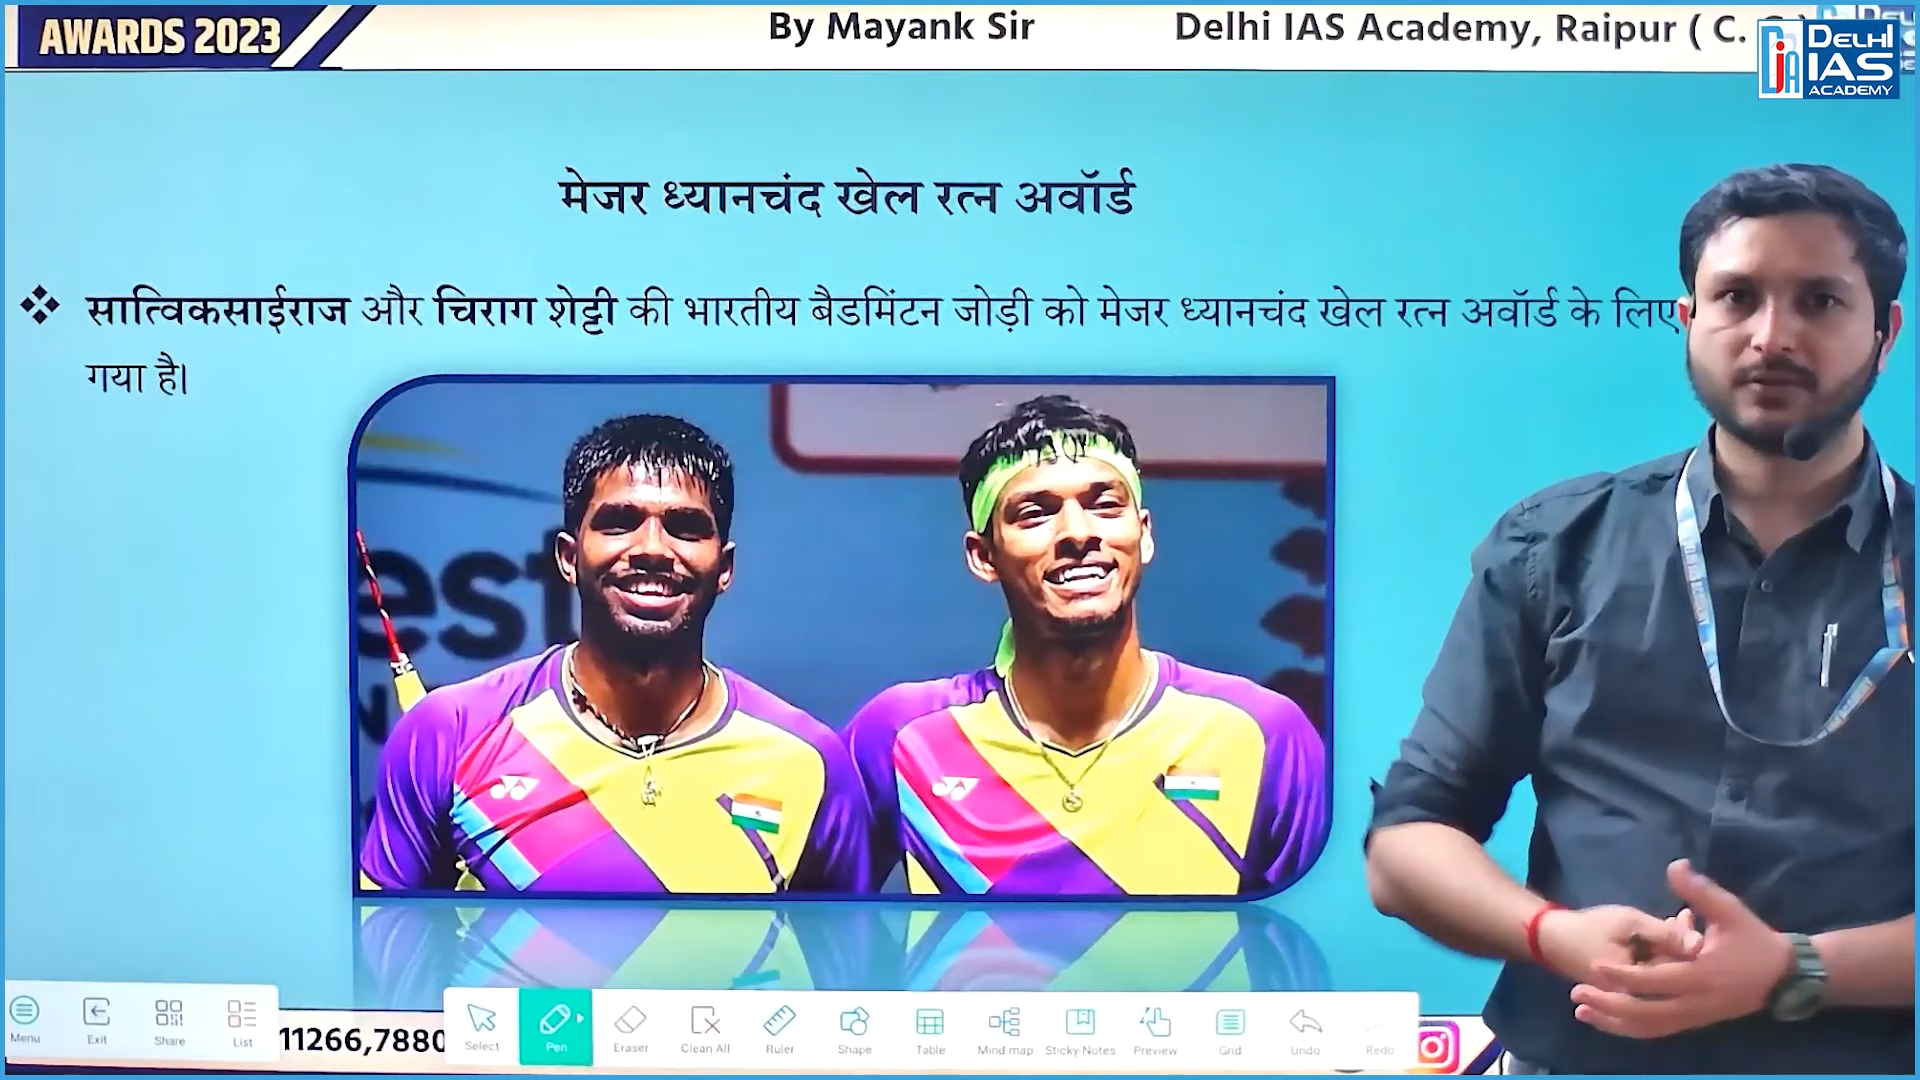 AWARDS 2023
By Mayank Sir
Delhi IAS Academy, Raipur ( C.
DELHI
IAS
ACADEMY
मेजर ध्यानचंद खेल रत्न अवॉर्ड
सात्विकसाईराज और चिराग शेट्टी की भारतीय बैडमिंटन जोड़ी को मेजर ध्यानचंद खेल रत्न अवॉर्ड के लिए
गया है।
est
Menu
Exit
Share
List
11266,7880
Select
Pen
Eraser
Clean All
Ruler
Shape
Table
Mind map
Sticky Notes
Preview
Grid
Undo
Redo